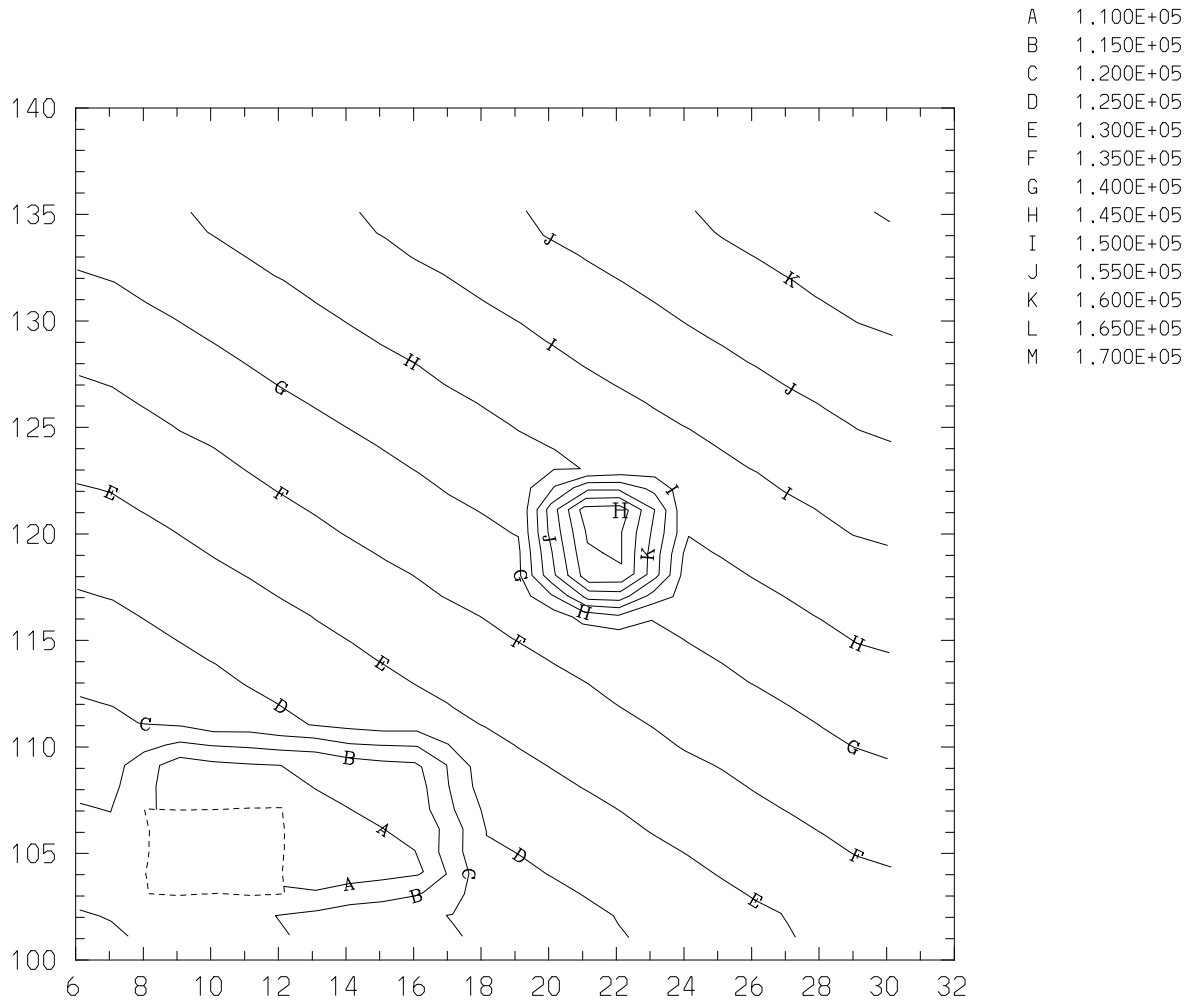 A 1.100E+05
B 1.150E+05
C 1.200E+05
D 1.250E+05
E 1.300E+05
F 1.350E+05
G 1.400E+05
H 1.450E+05
I 1.500E+05
J 1.550E+05
K 1.600E+05
L 1.650E+05
M 1.700E+05
140
135
J
K
130
I
H
G
J
125
E
F
I
I
H
120
J
K
G
H
115
F
H
E
D
C
110
B
G
A
105
D
F
C
A
B
E
100
6 8 10 12 14 16 18 20 22 24 26 28 30 32